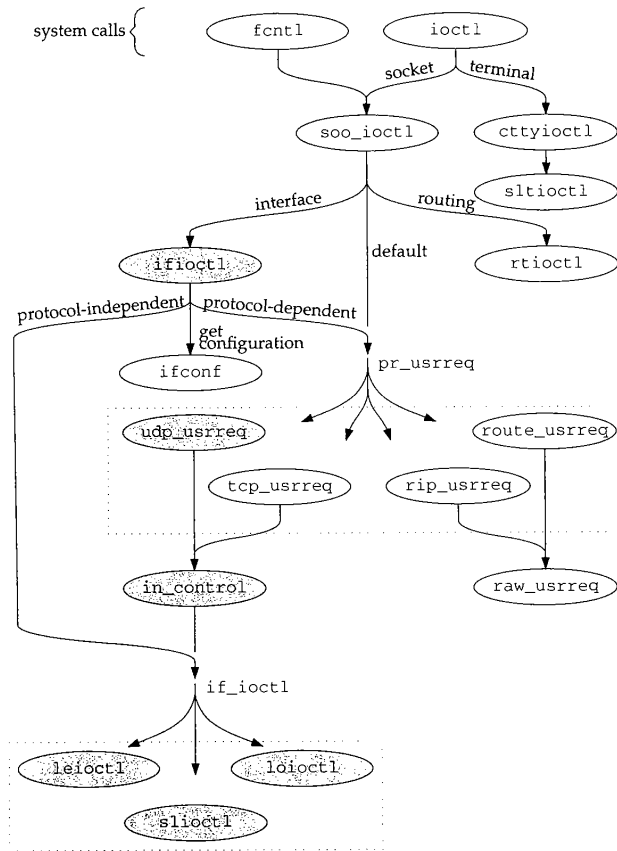 system calls
fcntl
ioctl
socket
terminal
soo_ioctl
cttyioctl
sltioctl
interface
routing
default
ifioctl
rtioctl
protocol-independent
protocol-dependent
get
configuration
ifconf
pr_usrreq
udp_usrreq
route_usrreq
tcp_usrreq
rip_usrreq
in_control
raw_usrreq
if_ioctl
leioctl
loioctl
slioctl